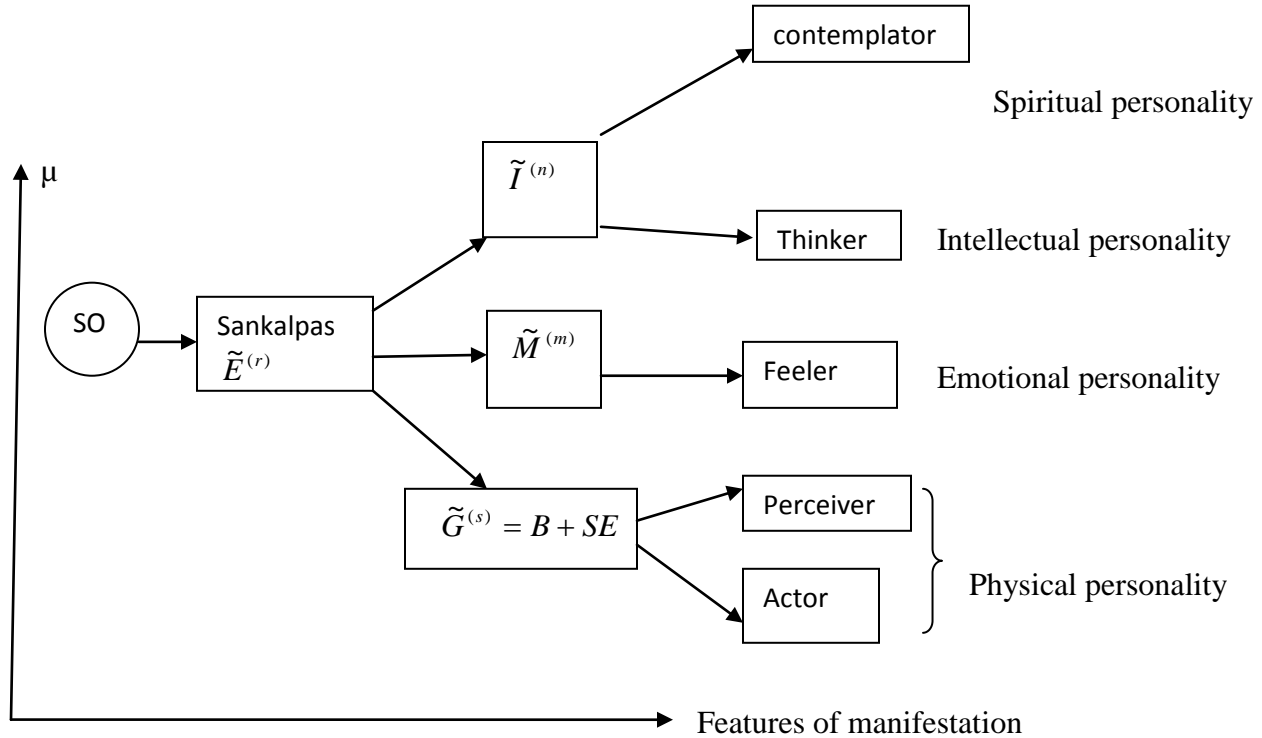 contemplator
Spiritual personality
μ
Ĩ (n)
Thinker
Intellectual personality
SO
Sankalpas
Ẽ (r)
M̃ (m)
Feeler
Emotional personality
G̃ (s) = B + SE
Perceiver
Actor
Physical personality
Features of manifestation